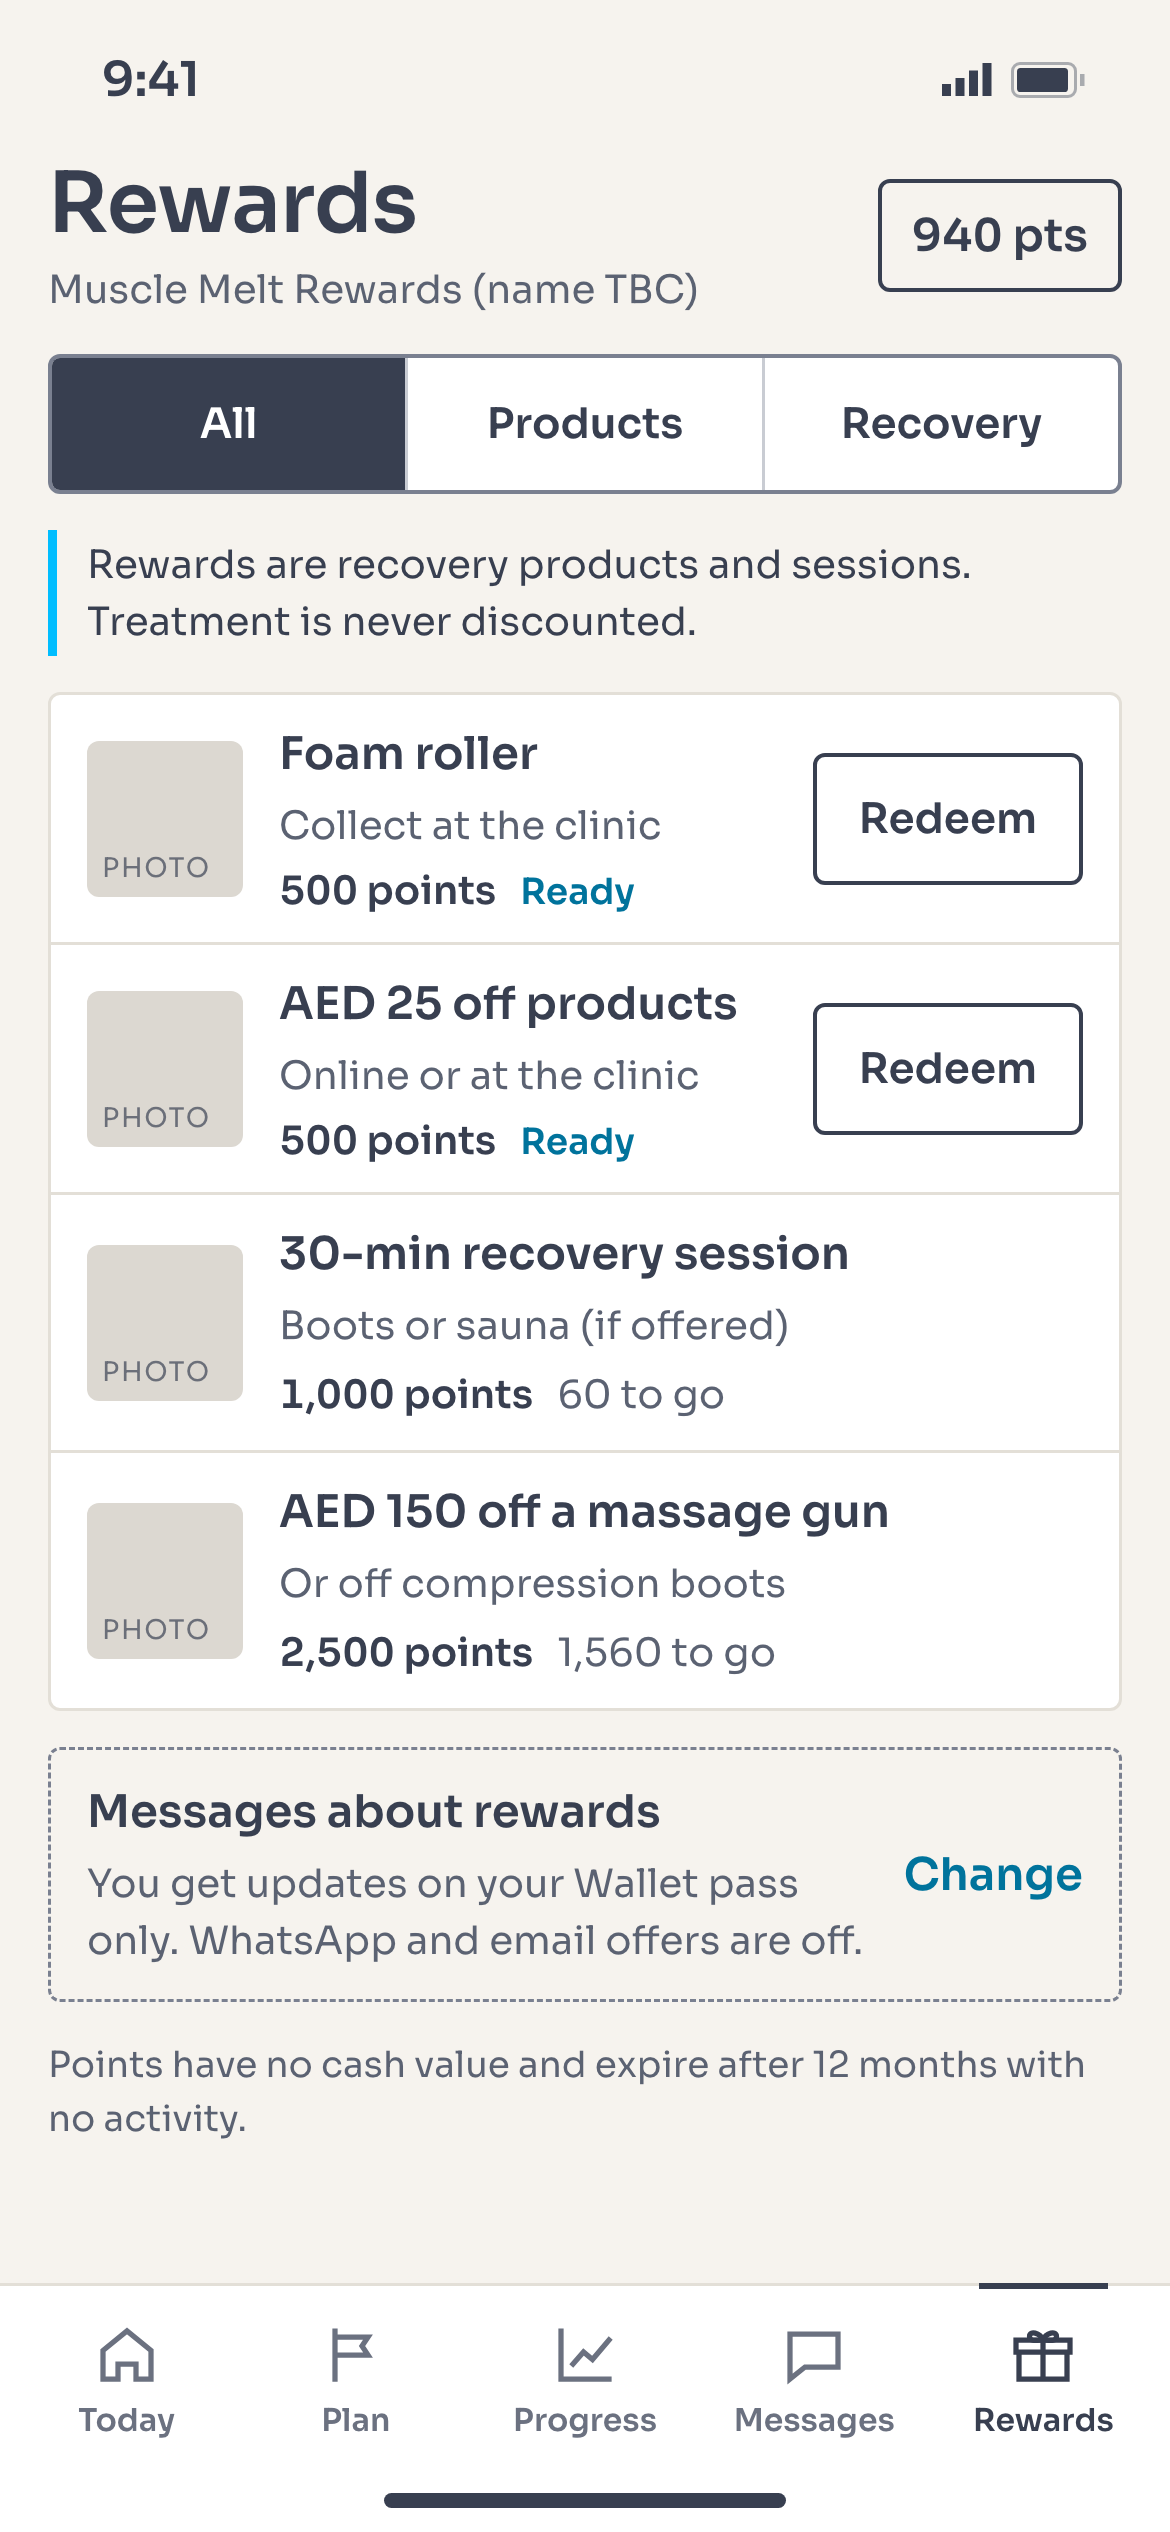 9:41
Rewards
940 pts
Muscle Melt Rewards (name TBC)
All
Products
Recovery
Rewards are recovery products and sessions.
Treatment is never discounted.
PHOTO
Foam roller
Collect at the clinic
500 points Ready
Redeem
PHOTO
AED 25 off products
Online or at the clinic
500 points Ready
Redeem
PHOTO
30-min recovery session
Boots or sauna (if offered)
1,000 points 60 to go
PHOTO
AED 150 off a massage gun
Or off compression boots
2,500 points 1,560 to go
Messages about rewards
You get updates on your Wallet pass
only. WhatsApp and email offers are off.
Change
Points have no cash value and expire after 12 months with
no activity.
Today
Plan
Progress
Messages
Rewards